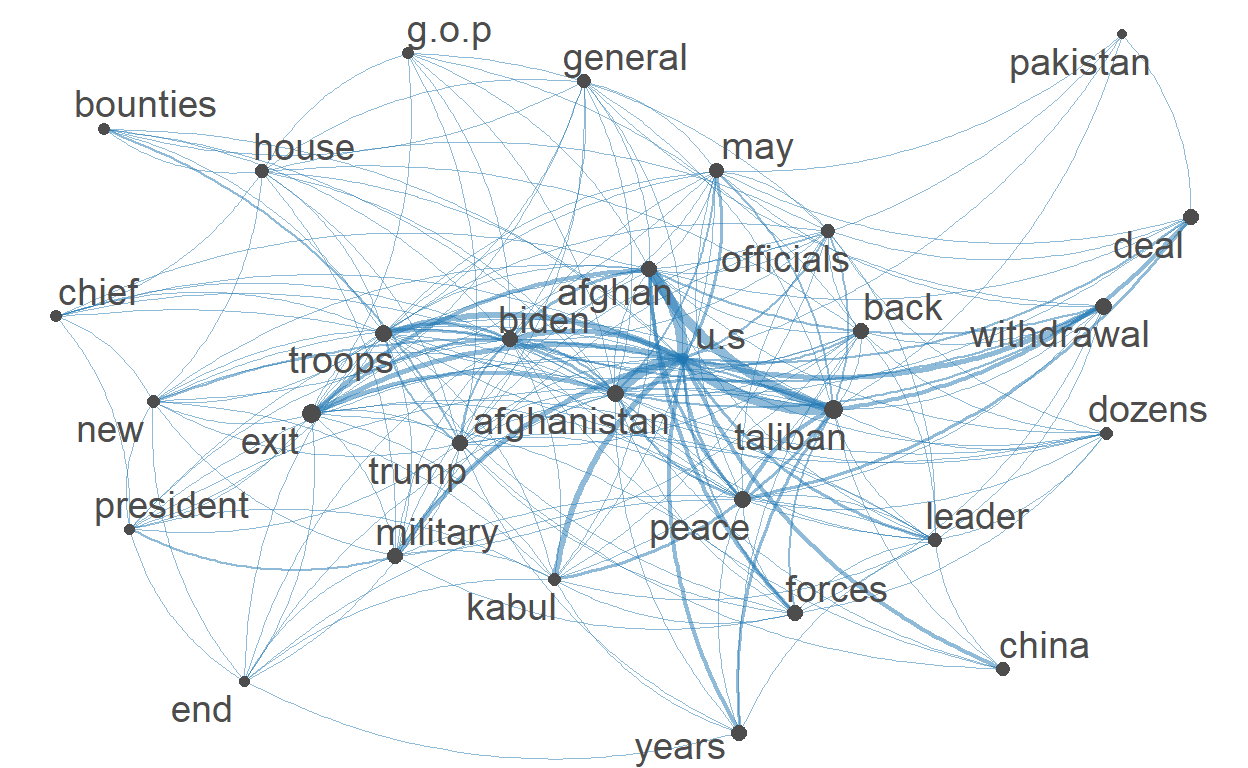 g.o.p
general
pakistan
bounties
house
may
deal
officials
chief
afghan
back
biden
withdrawal
u.s
troops
dozens
afghanistan
new
exit
taliban
trump
president
leader
military
peace
forces
kabul
china
end
years